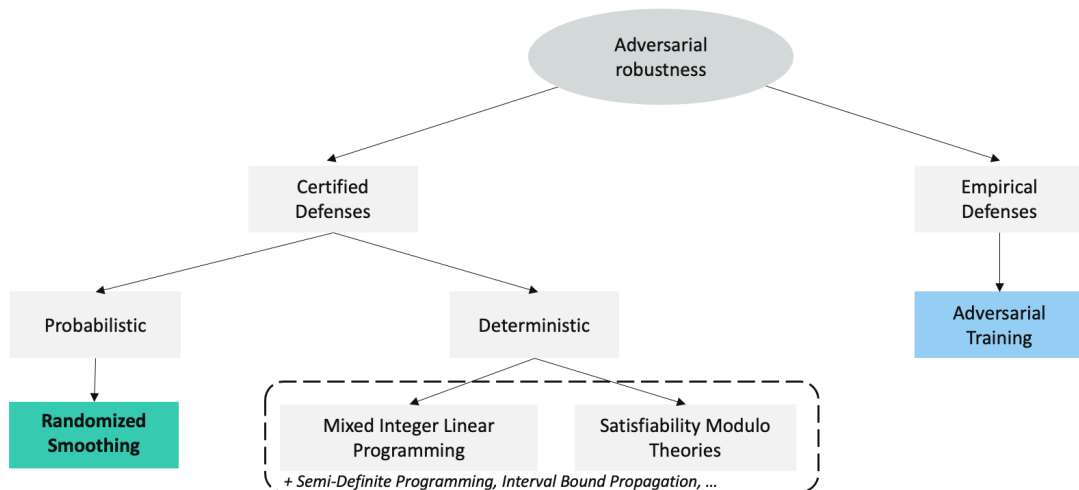 Adversarial
robustness
Certified
Defenses
Empirical
Defenses
Probabilistic
Deterministic
Adversarial
Training
Randomized
Smoothing
Mixed Integer Linear
Programming
Satisfiability Modulo
Theories
+ Semi-Definite Programming, Interval Bound Propagation, ...